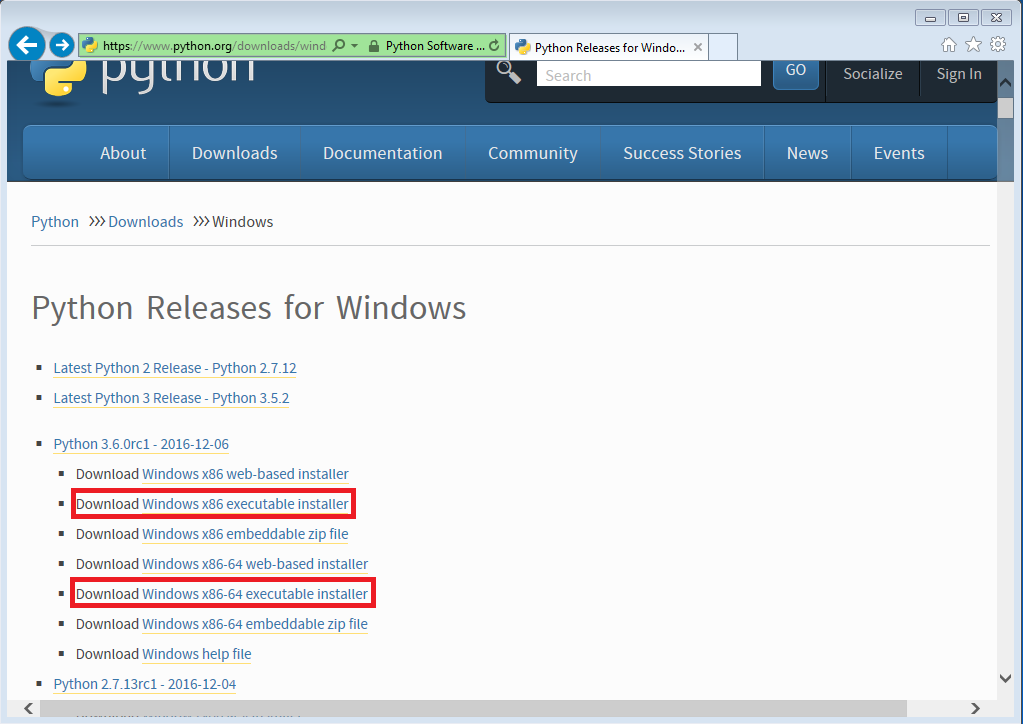 https://www.python.org/downloads/wind Python Software ... Python Releases for Windo...
python
Search GO Socialize Sign In
About Downloads Documentation Community Success Stories News Events
Python >>> Downloads >>> Windows
Python Releases for Windows
Latest Python 2 Release - Python 2.7.12
Latest Python 3 Release - Python 3.5.2
Python 3.6.0rc1 - 2016-12-06
Download Windows x86 web-based installer
Download Windows x86 executable installer
Download Windows x86 embeddable zip file
Download Windows x86-64 web-based installer
Download Windows x86-64 executable installer
Download Windows x86-64 embeddable zip file
Download Windows help file
Python 2.7.13rc1 - 2016-12-04